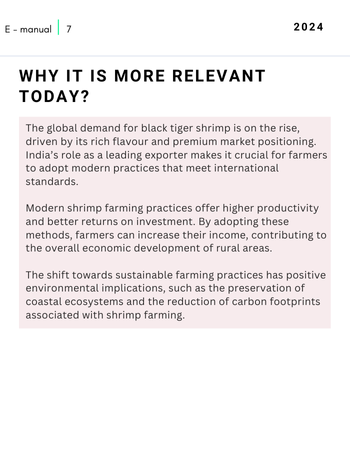 E - manual 7
2024
WHY IT IS MORE RELEVANT
TODAY?
The global demand for black tiger shrimp is on the rise,
driven by its rich flavour and premium market positioning.
India's role as a leading exporter makes it crucial for farmers
to adopt modern practices that meet international
standards.
Modern shrimp farming practices offer higher productivity
and better returns on investment. By adopting these
methods, farmers can increase their income, contributing to
the overall economic development of rural areas.
The shift towards sustainable farming practices has positive
environmental implications, such as the preservation of
coastal ecosystems and the reduction of carbon footprints
associated with shrimp farming.